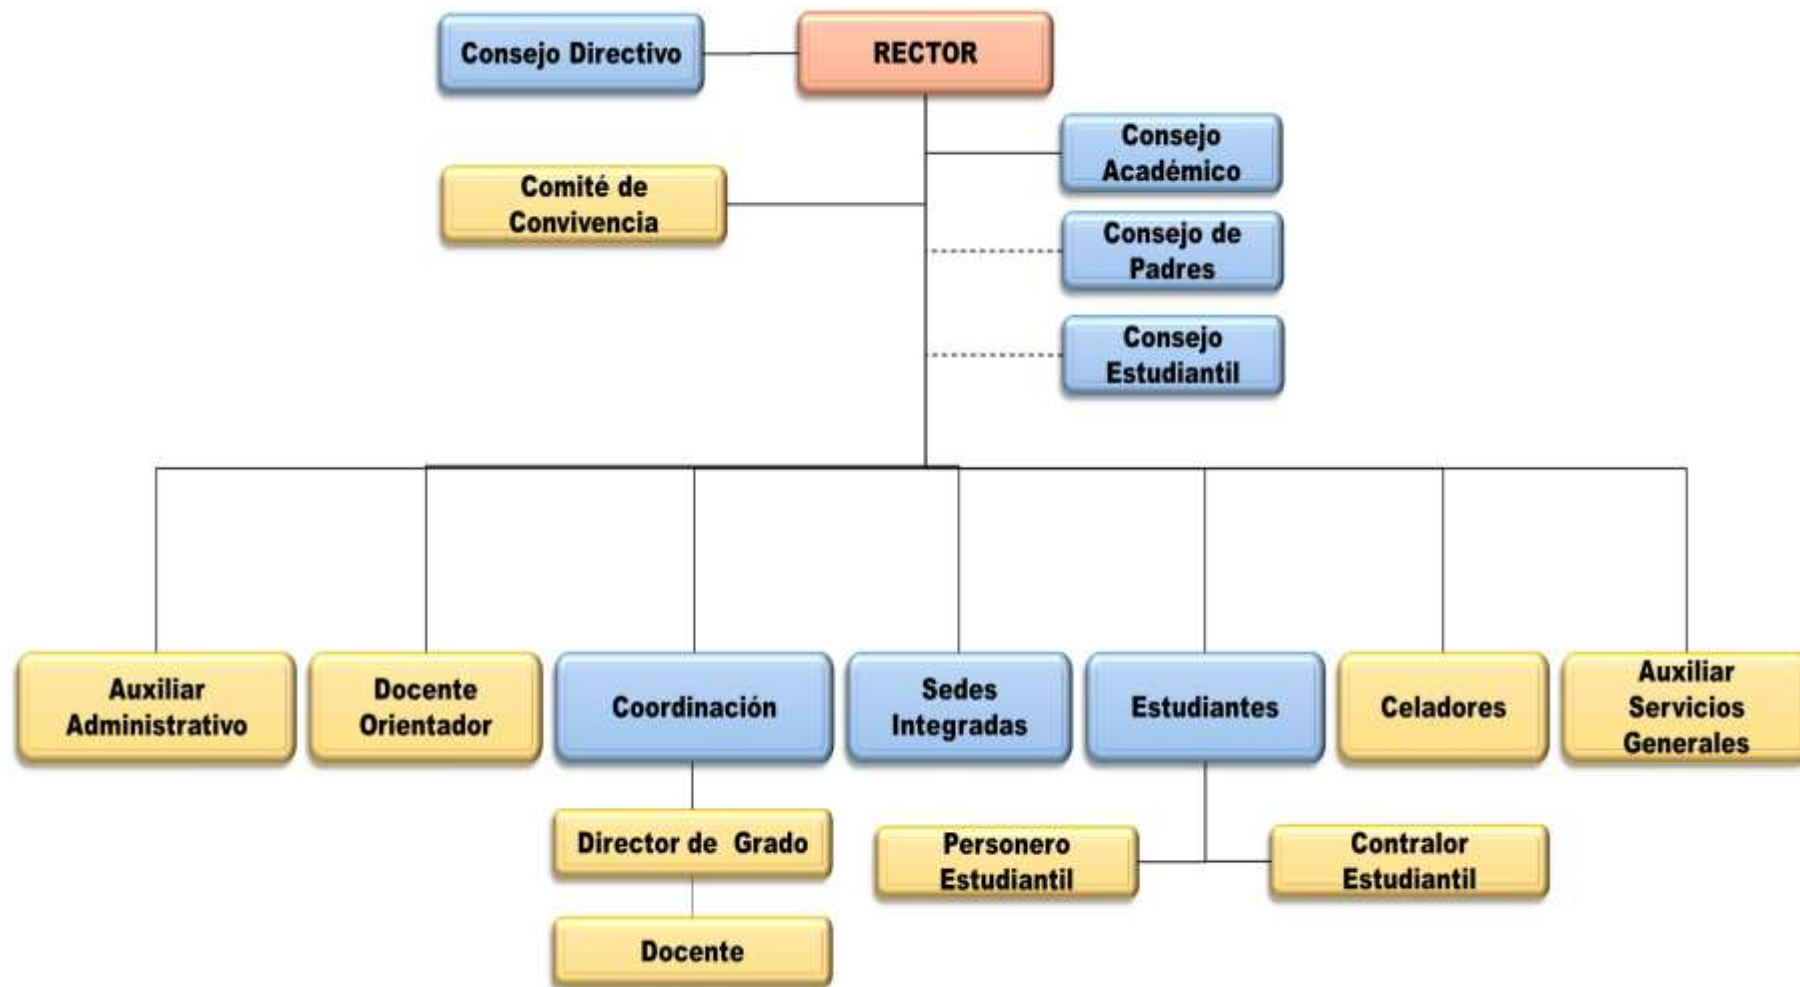 Consejo Directivo
RECTOR
Consejo
Académico
Comité de
Convivencia
Consejo de
Padres
Consejo
Estudiantil
Auxiliar
Administrativo
Docente
Orientador
Coordinación
Sedes
Integradas
Estudiantes
Celadores
Auxiliar
Servicios
Generales
Director de  Grado
Personero
Estudiantil
Contralor
Estudiantil
Docente